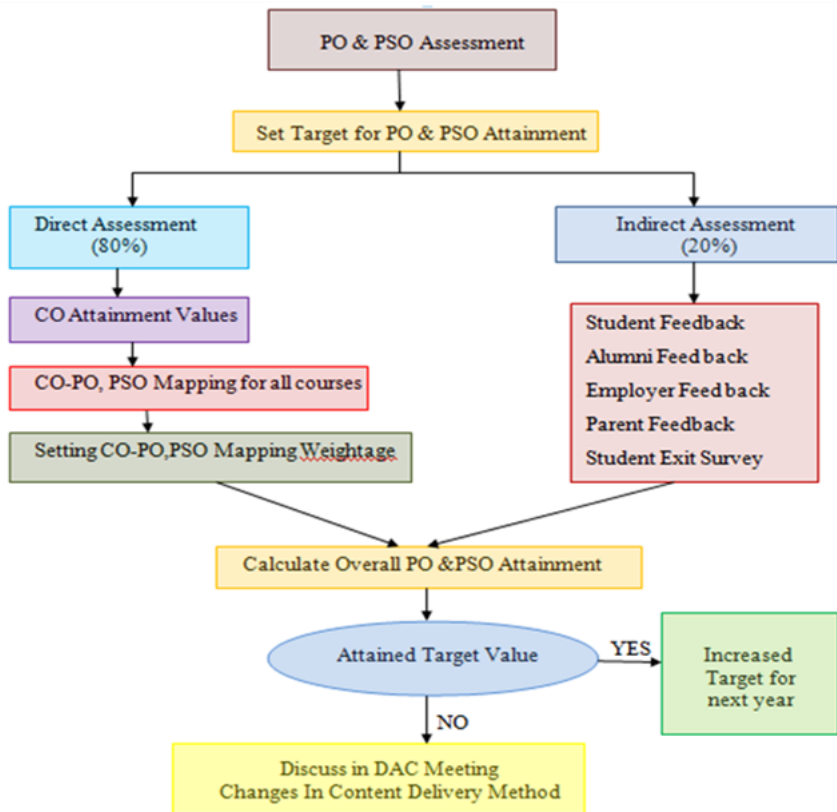 PO & PSO Assessment
Set Target for PO & PSO Attainment
Direct Assessment
(80%)
Indirect Assessment
(20%)
CO Attainment Values
CO-PO, PSO Mapping for all courses
Setting CO-PO,PSO Mapping Weightage
Student Feedback
Alumni Feed back
Employer Feed back
Parent Feedback
Student Exit Survey
Calculate Overall PO &PSO Attainment
Attained Target Value
YES
Increased
Target for
next year
NO
Discuss in DAC Meeting
Changes In Content Delivery Method